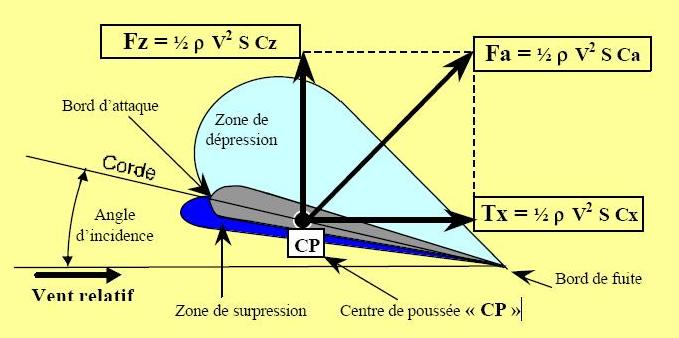 Fz = ½ ρ V² S Cz
Fa = ½ ρ V² S Ca
Bord d'attaque
Zone de
dépression
Corde
Angle
d'incidence
Tx = ½ ρ V² S Cx
CP
Vent relatif
Bord de fuite
Zone de surpression
Centre de poussée « CP »